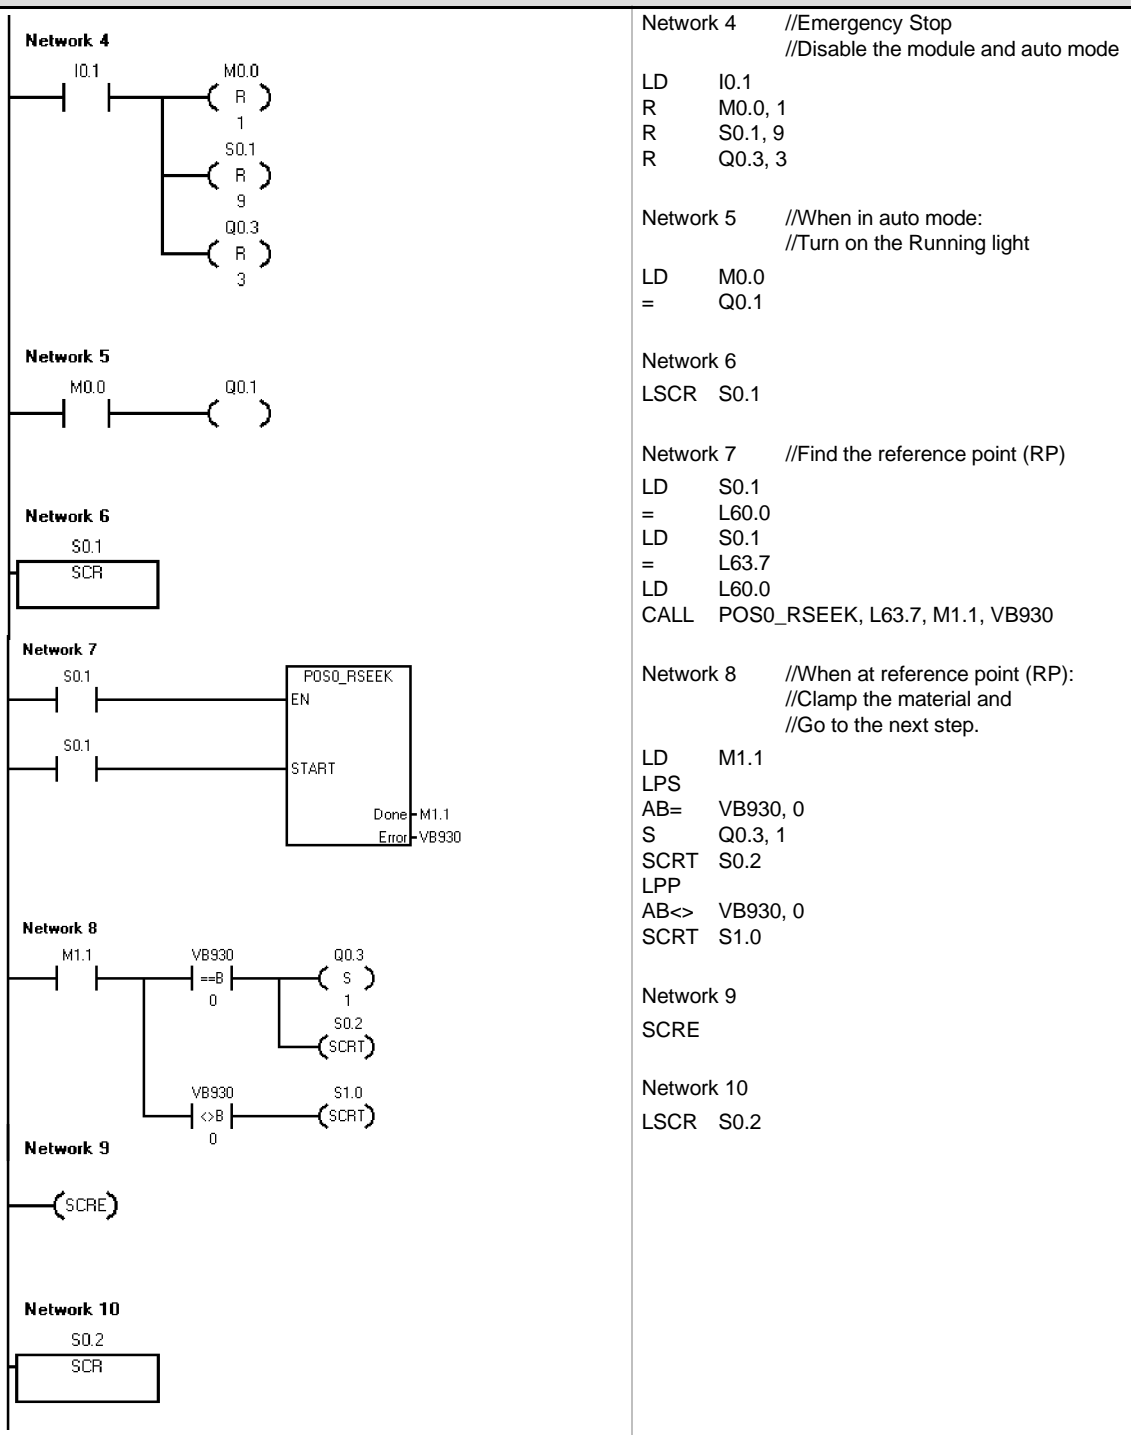 Network 4
I0.1
M0.0
R
1
S0.1
R
9
Q0.3
R
3
Network 5
M0.0
Q0.1
Network 6
S0.1
SCR
Network 7
S0.1
POS0_RSEEK
EN
S0.1
START
Done M1.1
Error VB930
Network 8
M1.1
VB930
==B
0
Q0.3
S
1
S0.2
SCRT
VB930
<>B
0
S1.0
SCRT
Network 9
SCRE
Network 10
S0.2
SCR
Network 4 //Emergency Stop
//Disable the module and auto mode
LD I0.1
R M0.0, 1
R S0.1, 9
R Q0.3, 3
Network 5 //When in auto mode:
//Turn on the Running light
LD M0.0
= Q0.1
Network 6
LSCR S0.1
Network 7 //Find the reference point (RP)
LD S0.1
= L60.0
LD S0.1
= L63.7
LD L60.0
CALL POS0_RSEEK, L63.7, M1.1, VB930
Network 8 //When at reference point (RP):
//Clamp the material and
//Go to the next step.
LD M1.1
LPS
AB= VB930, 0
S Q0.3, 1
SCRT S0.2
LPP
AB<> VB930, 0
SCRT S1.0
Network 9
SCRE
Network 10
LSCR S0.2